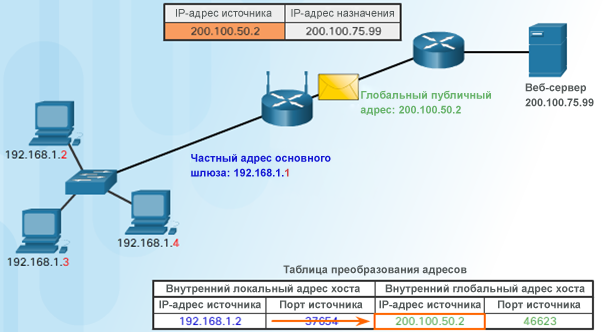 IP-адрес источника IP-адрес назначения
200.100.50.2 200.100.75.99
Глобальный публичный
адрес: 200.100.50.2
Веб-сервер
200.100.75.99
192.168.1.2
Частный адрес основного
шлюза: 192.168.1.1
192.168.1.4
192.168.1.3
Таблица преобразования адресов
Внутренний локальный адрес хоста Внутренний глобальный адрес хоста
IP-адрес источника Порт источника IP-адрес источника Порт источника
192.168.1.2 37654 200.100.50.2 46623